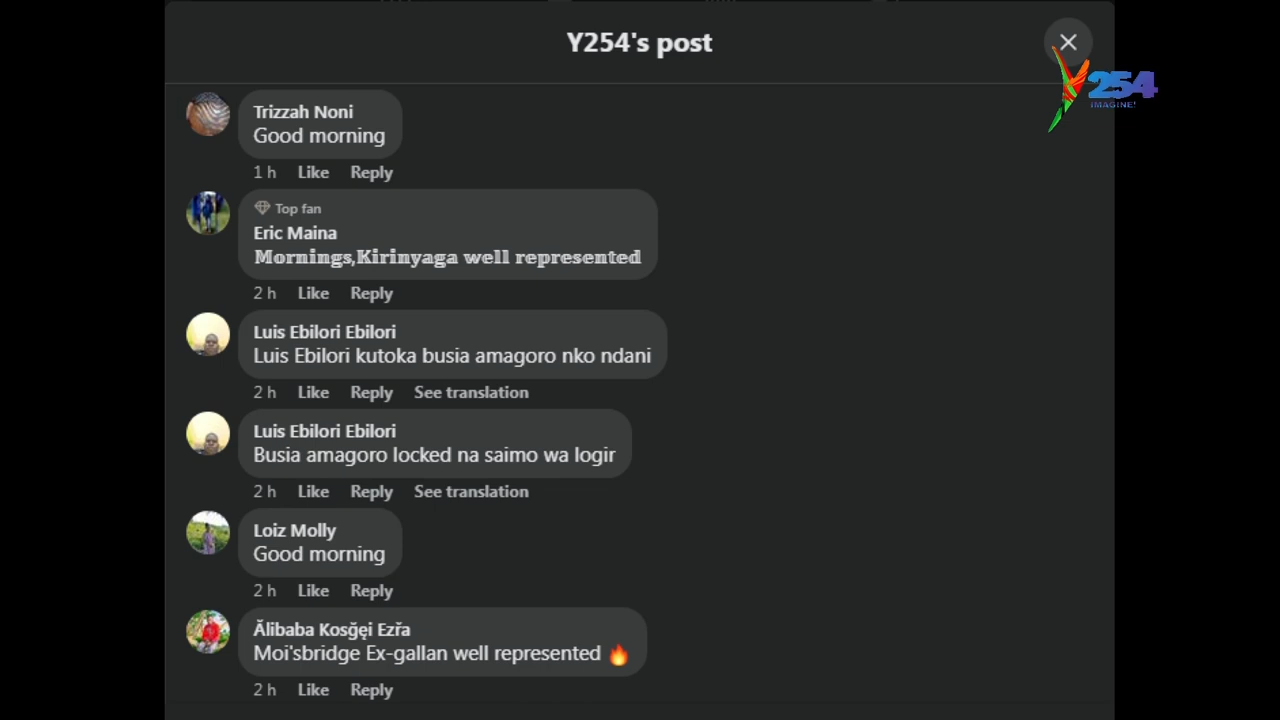 Y254's post
Y254
IMAGINE!
Trizzah Noni
Good morning
1 h Like Reply
Top fan
Eric Maina
𝕄𝕠𝕣𝕟𝕚𝕟𝕘𝕤,𝕂𝕚𝕣𝕚𝕟𝕪𝕒𝕘𝕒 𝕨𝕖𝕝𝕝 𝕣𝕖𝕡𝕣𝕖𝕤𝕖𝕟𝕥𝕖𝕕
2 h Like Reply
Luis Ebilori Ebilori
Luis Ebilori kutoka busia amagoro nko ndani
2 h Like Reply See translation
Luis Ebilori Ebilori
Busia amagoro locked na saimo wa logir
2 h Like Reply See translation
Loiz Molly
Good morning
2 h Like Reply
Ălibaba Kosğęi Ezřa
Moi'sbridge Ex-gallan well represented 🔥
2 h Like Reply